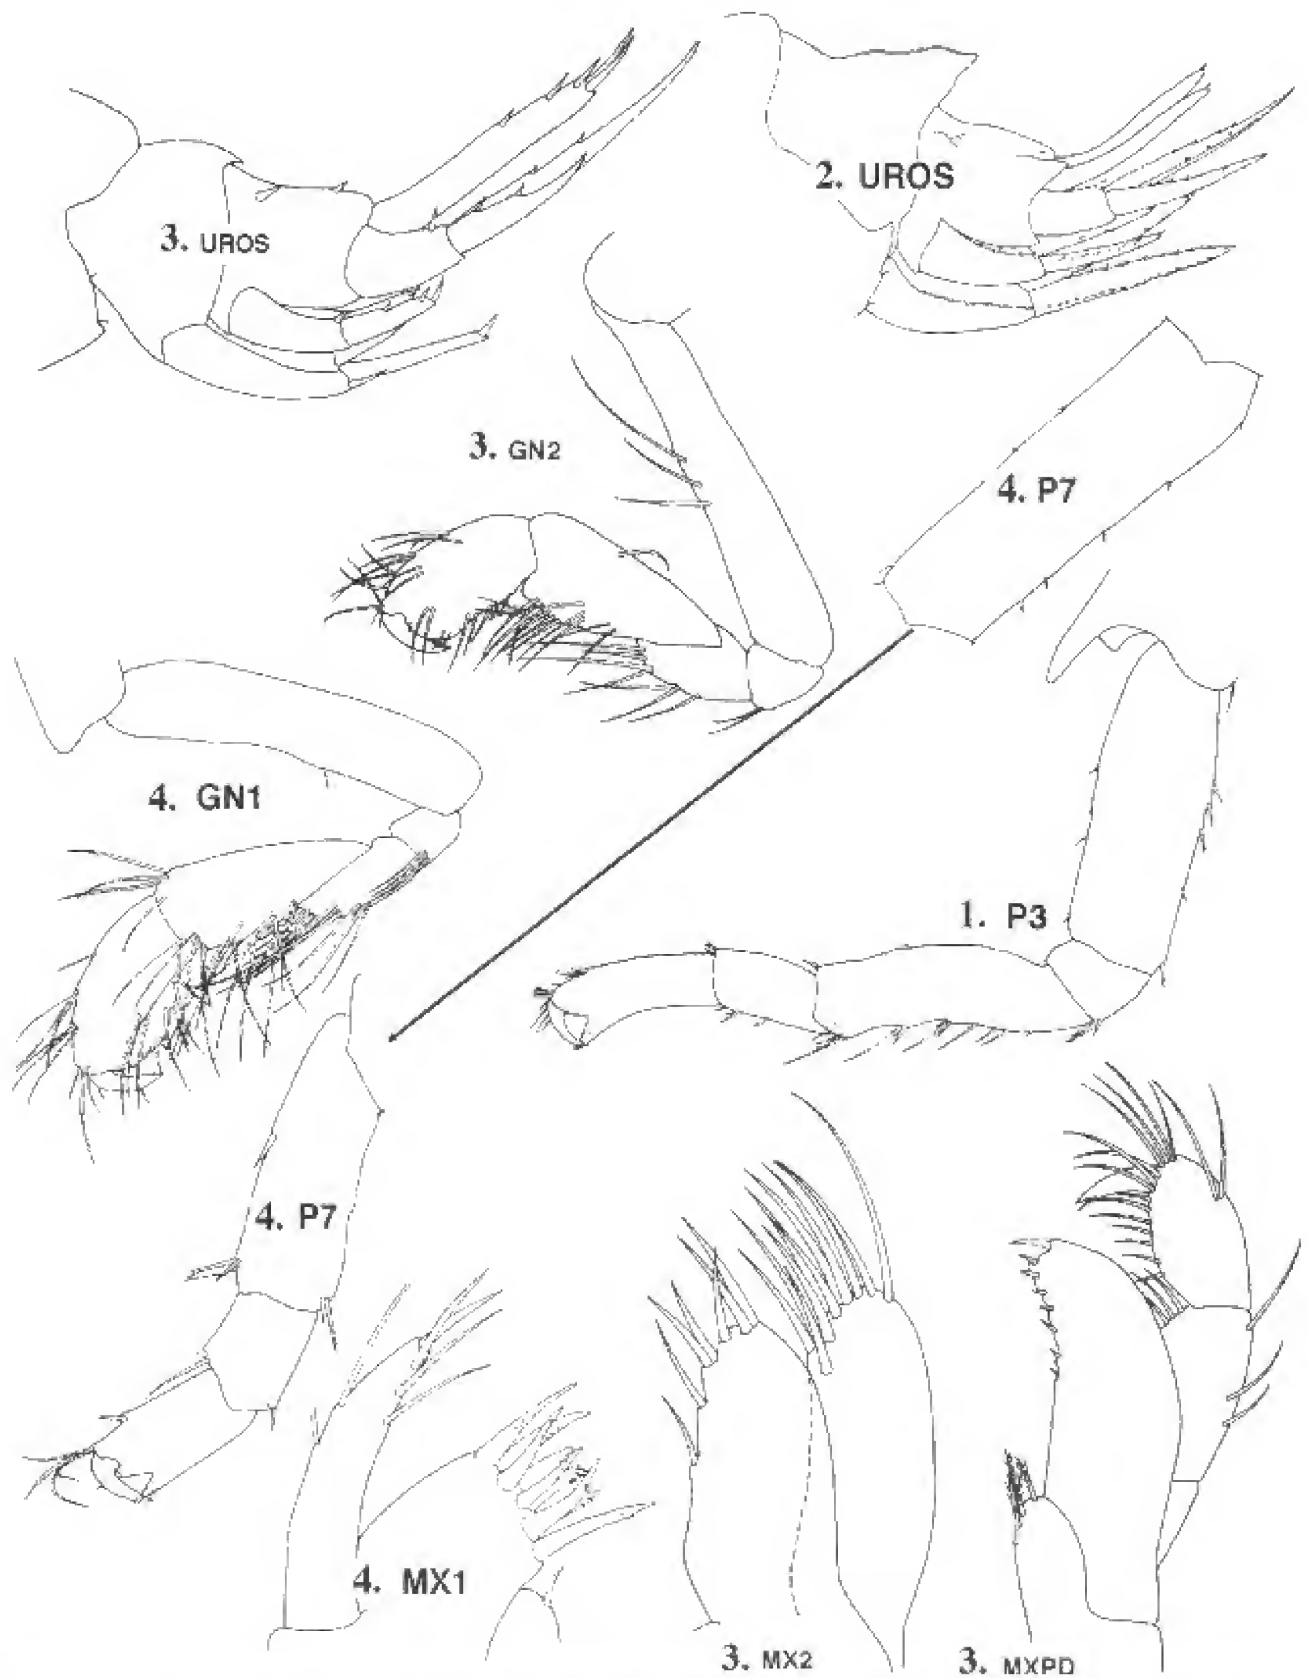 2. UROS
3. UROS
3. GN2
4. P7
4. GN1
1. P3
4. P7
4. MX1
3. MX2
3. MXPD